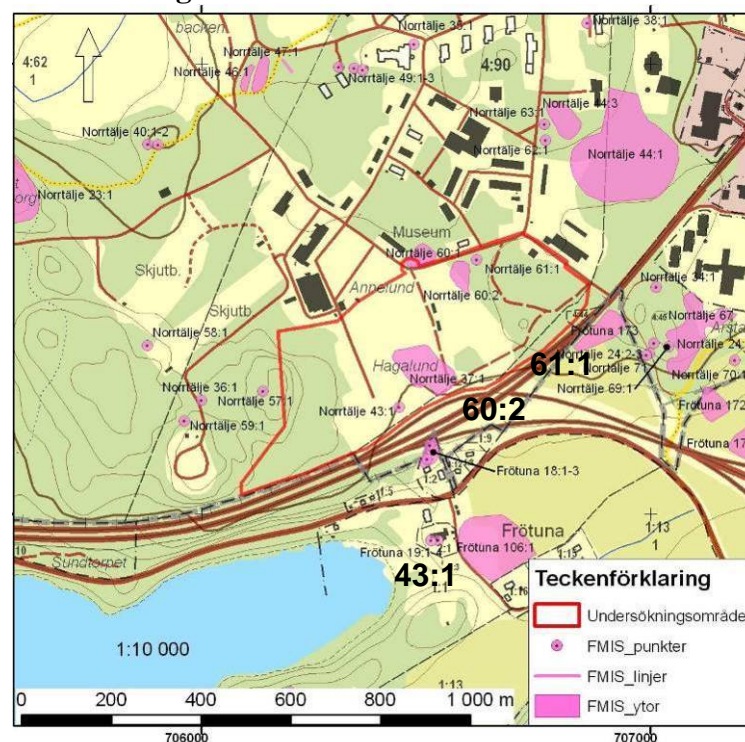 backen
Norrtälje 47:1
4:62
1
Norrtälje 46:1
Norrtälje 49:1-3
4:90
Norrtälje 38:1
Norrtälje 63:1
Norrtälje 44:3
Norrtälje 40:1-2
Norrtälje 62:1
Norrtälje 44:1
Norrtälje 23:1
Museum
Norrtälje 60:1
Skjutb.
Norrtälje 61:1
Norrtälje 34:1
Annelund
Norrtälje 60:2
Skjutb.
Norrtälje 67
Frötuna 173
Norrtälje 58:1
Norrtälje 24:2-3
Norrtälje 24:
Hagalund
61:1
Norrtälje 71
Norrtälje 70:1
Norrtälje 36:1
Norrtälje 57:1
Norrtälje 37:1
Norrtälje 69:1
Norrtälje 43:1
60:2
Frötuna 172
Norrtälje 59:1
1:9
Frötuna 17
Frötuna 18:1-3
Frötuna
1:13
1
Sundtorpet
Frötuna 106:1
43:1
Teckenförklaring
Undersökningsområde
1:10 000
FMIS_punkter
FMIS_linjer
1:13
FMIS_ytor
0 200 400 600 800 1 000 m
706000 707000